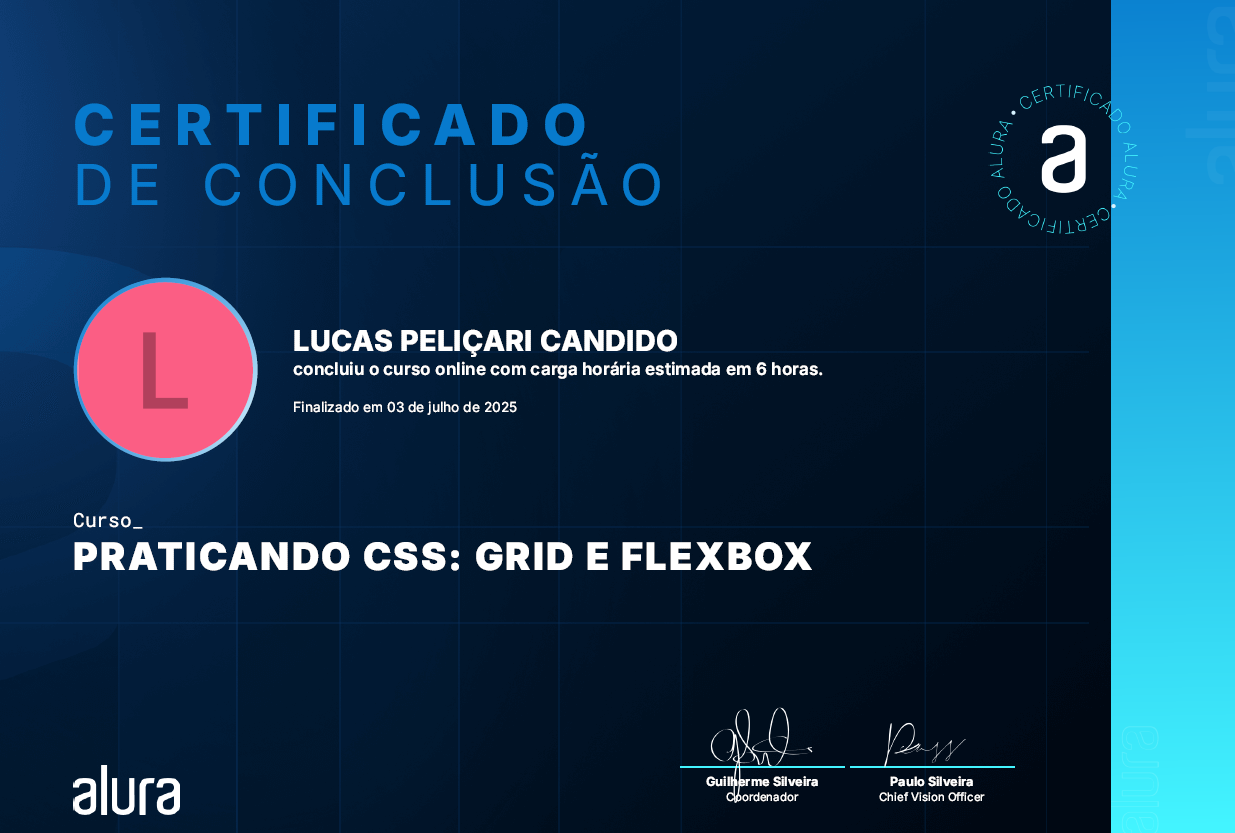 CERTIFICADO
DE CONCLUSÃO
CERTIFICADO ALURA • CERTIFICADO ALURA •
a
L
LUCAS PELIÇARI CANDIDO
concluiu o curso online com carga horária estimada em 6 horas.
Finalizado em 03 de julho de 2025
Curso_
PRATICANDO CSS: GRID E FLEXBOX
Guilherme Silveira
Coordenador
Paulo Silveira
Chief Vision Officer
alura
alura
alura